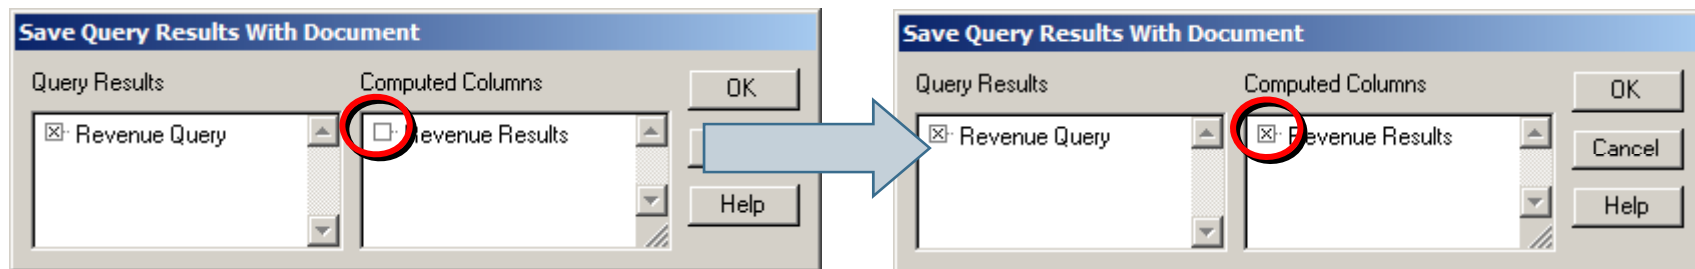 Save Query Results With Document
Query Results
Computed Columns
OK
Revenue Query
Revenue Results
Help
Save Query Results With Document
Query Results
Computed Columns
OK
Revenue Query
Revenue Results
Cancel
Help